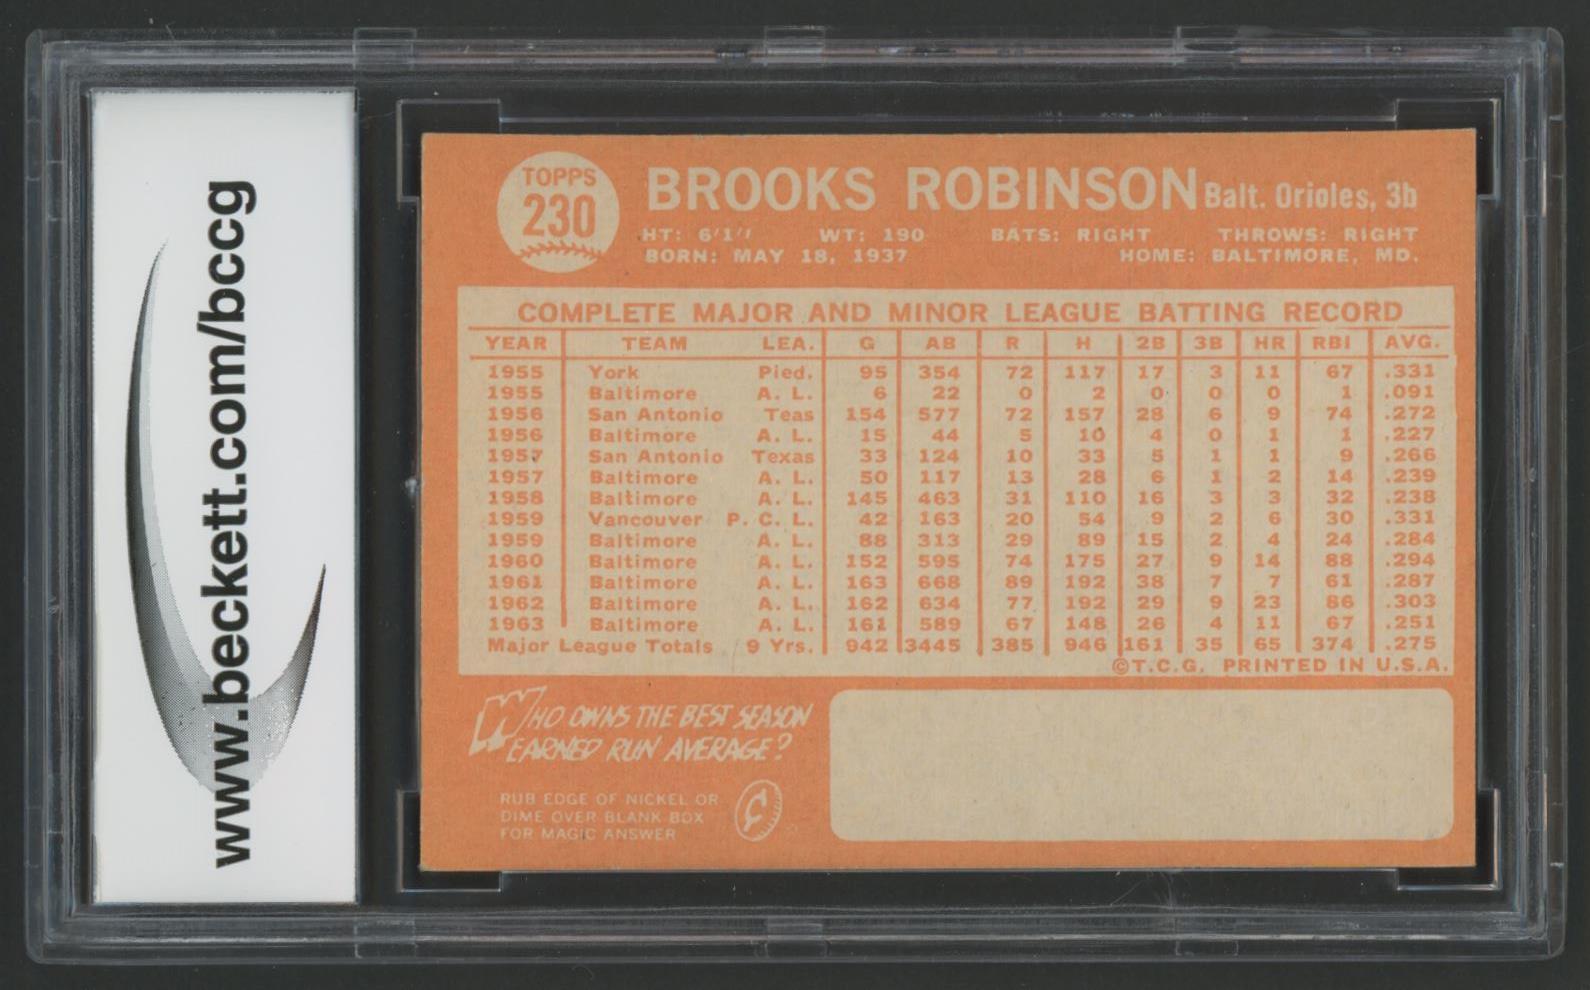 www.beckett.com/bccg
TOPPS
230
BROOKS ROBINSON Balt. Orioles, 3b
HT: 6'1" WT: 190 BATS: RIGHT THROWS: RIGHT
BORN: MAY 18, 1937 HOME: BALTIMORE, MD.
COMPLETE MAJOR AND MINOR LEAGUE BATTING RECORD
YEAR TEAM LEA. G AB R H 2B 3B HR RBI AVG.
1955 York Pied. 95 354 72 117 17 3 11 67 .331
1955 Baltimore A. L. 6 22 0 2 0 0 0 1 .091
1956 San Antonio Teas 154 577 72 157 28 6 9 74 .272
1956 Baltimore A. L. 15 44 5 10 4 0 1 1 .227
1957 San Antonio Texas 33 124 10 33 5 1 1 9 .266
1957 Baltimore A. L. 50 117 13 28 6 1 2 14 .239
1958 Baltimore A. L. 145 463 31 110 16 3 3 32 .238
1959 Vancouver P. C. L. 42 163 20 54 9 2 6 30 .331
1959 Baltimore A. L. 88 313 29 89 15 2 4 24 .284
1960 Baltimore A. L. 152 595 74 175 27 9 14 88 .294
1961 Baltimore A. L. 163 668 89 192 38 7 7 61 .287
1962 Baltimore A. L. 162 634 77 192 29 9 23 86 .303
1963 Baltimore A. L. 161 589 67 148 26 4 11 67 .251
Major League Totals 9 Yrs. 942 3445 385 946 161 35 65 374 .275
©T.C.G. PRINTED IN U.S.A.
WHO OWNS THE BEST SEASON
EARNED RUN AVERAGE?
RUB EDGE OF NICKEL OR
DIME OVER BLANK BOX
FOR MAGIC ANSWER
¢